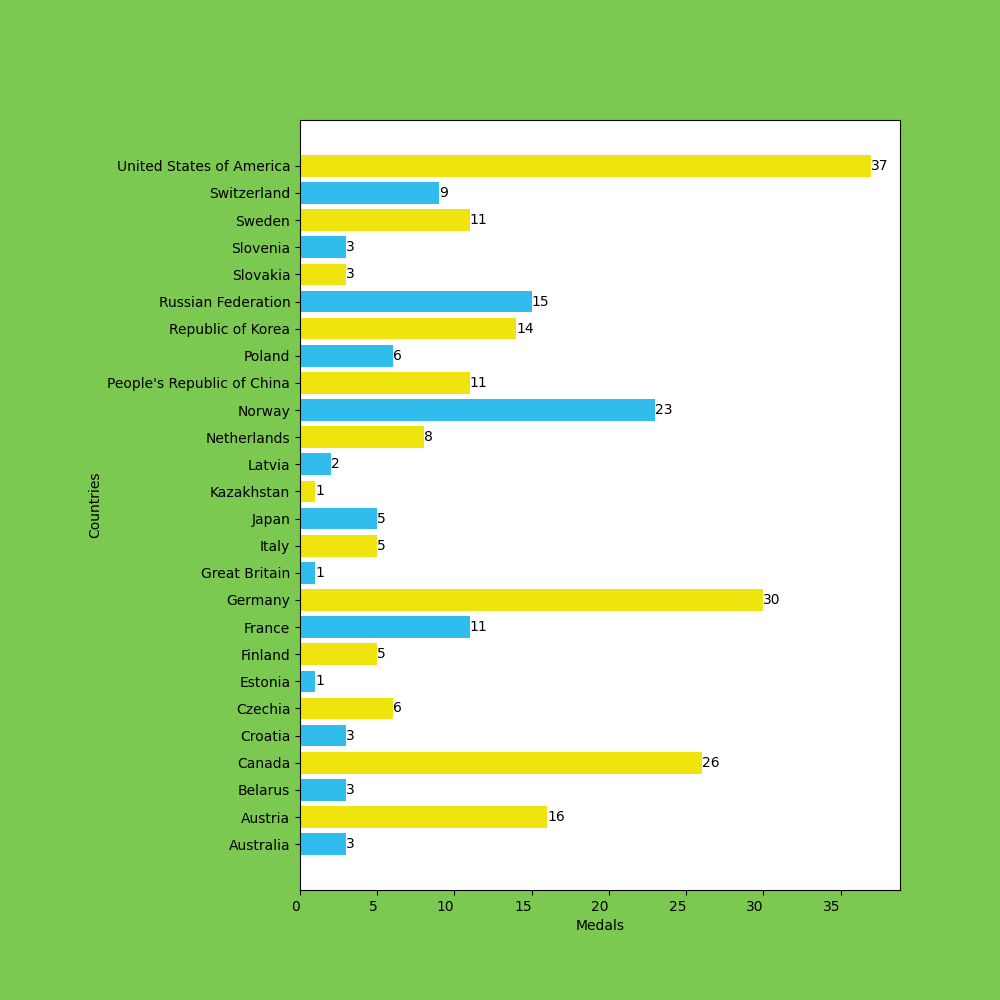 United States of America 37
Switzerland 9
Sweden 11
Slovenia 3
Slovakia 3
Russian Federation 15
Republic of Korea 14
Poland 6
People's Republic of China 11
Norway 23
Netherlands 8
Latvia 2
Kazakhstan 1
Japan 5
Italy 5
Great Britain 1
Germany 30
France 11
Finland 5
Estonia 1
Czechia 6
Croatia 3
Canada 26
Belarus 3
Austria 16
Australia 3
Countries
0 5 10 15 20 25 30 35
Medals